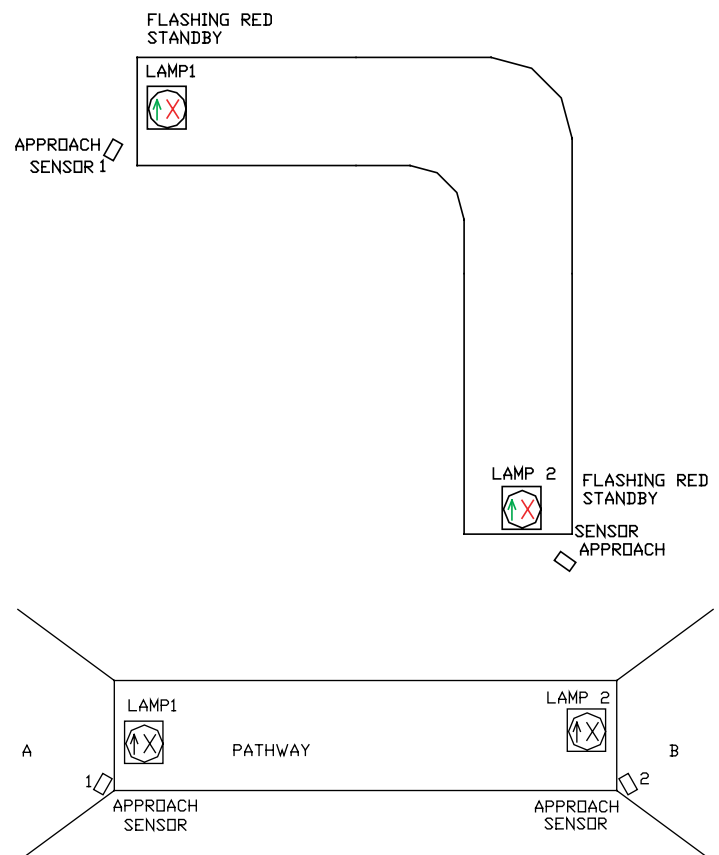 FLASHING RED
STANDBY
LAMP1
APPROACH
SENSOR 1
LAMP 2
FLASHING RED
STANDBY
SENSOR
APPROACH
LAMP1
LAMP 2
A
PATHWAY
B
1
2
APPROACH
SENSOR
APPROACH
SENSOR